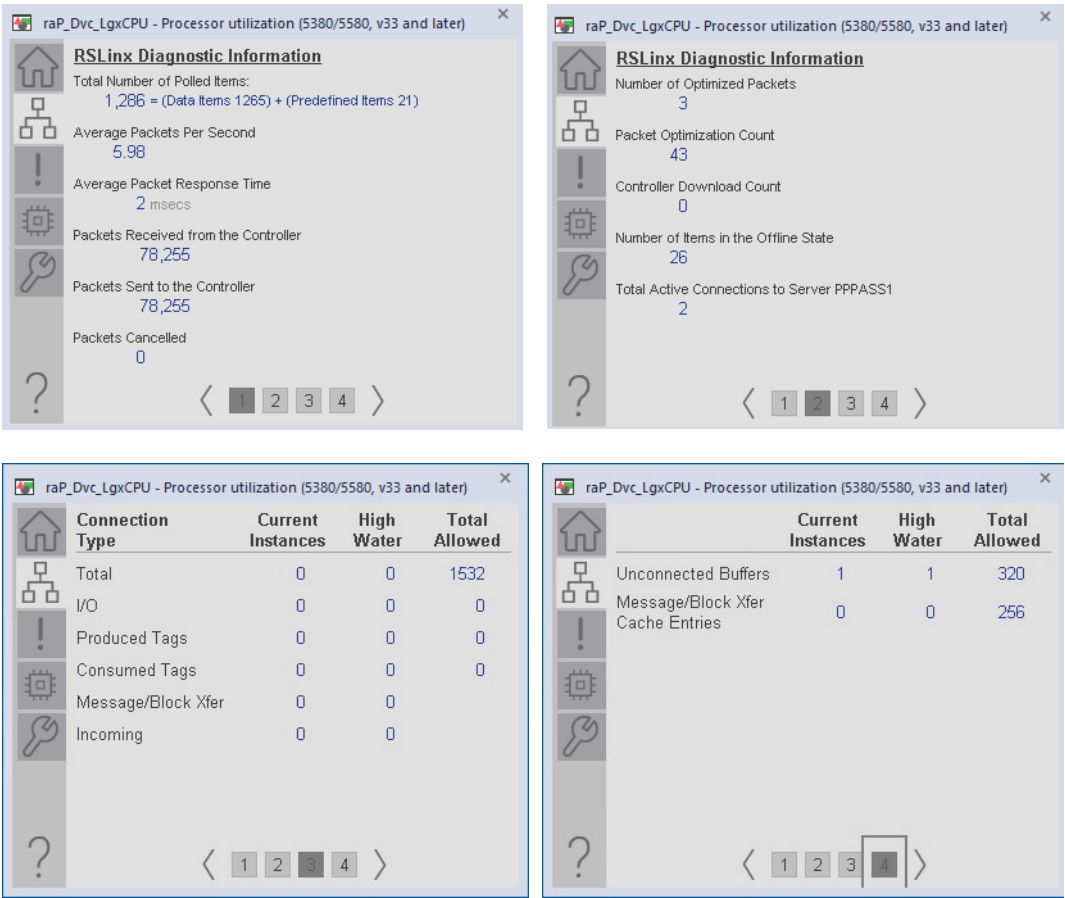 raP_Dvc_LgxCPU - Processor utilization (5380/5580, v33 and later) ×
RSLinx Diagnostic Information
Total Number of Polled Items:
1,286 = (Data Items 1265) + (Predefined Items 21)
Average Packets Per Second
5.98
Average Packet Response Time
2 msecs
Packets Received from the Controller
78,255
Packets Sent to the Controller
78,255
Packets Cancelled
0
? 〈 1 2 3 4 〉
raP_Dvc_LgxCPU - Processor utilization (5380/5580, v33 and later) ×
RSLinx Diagnostic Information
Number of Optimized Packets
3
Packet Optimization Count
43
Controller Download Count
0
Number of Items in the Offline State
26
Total Active Connections to Server PPPASS1
2
? 〈 1 2 3 4 〉
raP_Dvc_LgxCPU - Processor utilization (5380/5580, v33 and later) ×
Connection Current High Total
Type Instances Water Allowed
Total 0 0 1532
I/O 0 0 0
Produced Tags 0 0 0
Consumed Tags 0 0 0
Message/Block Xfer 0 0
Incoming 0 0
? 〈 1 2 3 4 〉
raP_Dvc_LgxCPU - Processor utilization (5380/5580, v33 and later) ×
Current High Total
Instances Water Allowed
Unconnected Buffers 1 1 320
Message/Block Xfer
Cache Entries 0 0 256
? 〈 1 2 3 4 〉